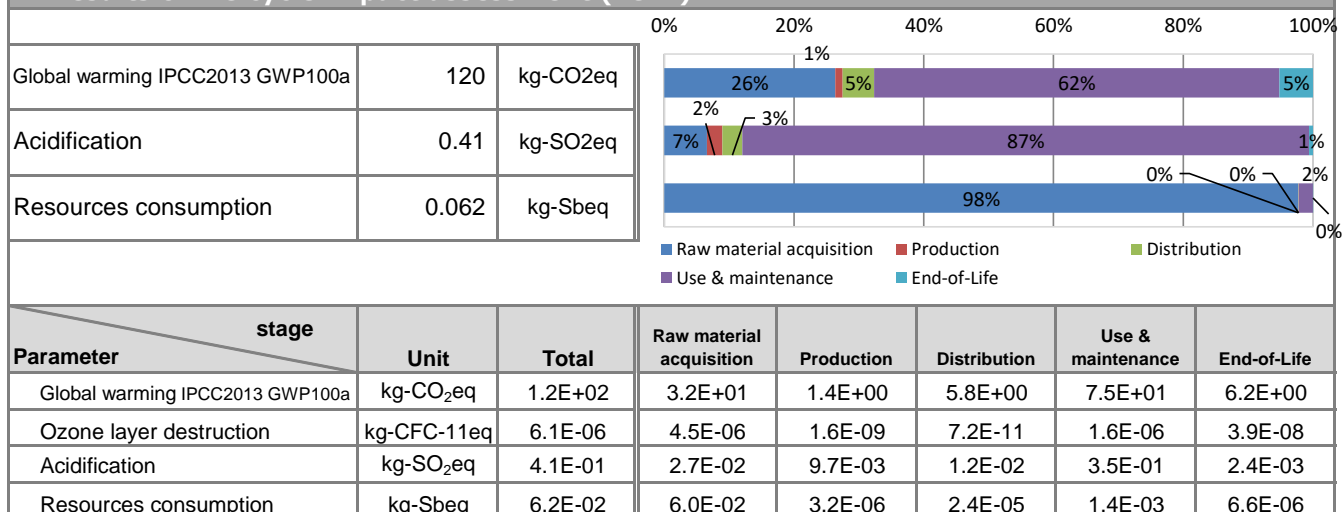 0% 20% 40% 60% 80% 100%
Global warming IPCC2013 GWP100a 120 kg-CO2eq
1%
26% 5% 62% 5%
Acidification 0.41 kg-SO2eq
2% 3%
7% 87% 1%
Resources consumption 0.062 kg-Sbeq
0% 0% 2%
98%
0%
Raw material acquisition Production Distribution
Use & maintenance End-of-Life
stage
Parameter Unit Total Raw material acquisition Production Distribution Use & maintenance End-of-Life
Global warming IPCC2013 GWP100a kg-CO₂eq 1.2E+02 3.2E+01 1.4E+00 5.8E+00 7.5E+01 6.2E+00
Ozone layer destruction kg-CFC-11eq 6.1E-06 4.5E-06 1.6E-09 7.2E-11 1.6E-06 3.9E-08
Acidification kg-SO₂eq 4.1E-01 2.7E-02 9.7E-03 1.2E-02 3.5E-01 2.4E-03
Resources consumption kg-Sbeq 6.2E-02 6.0E-02 3.2E-06 2.4E-05 1.4E-03 6.6E-06